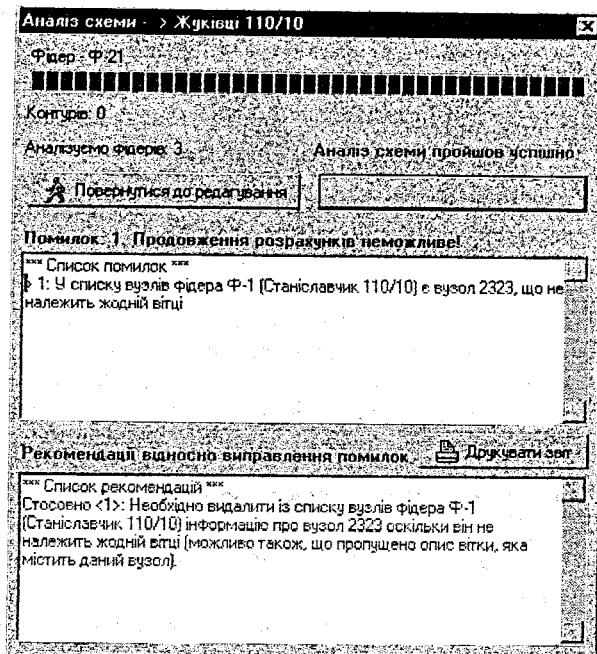 Аналіз схеми - > Жуківці 110/10
Фідер - Ф-21
Контурів: 0
Аналізуємо фідерів: 3
Аналіз схеми пройшов успішно
Повернутися до редагування
Помилок: 1. Продовження розрахунків неможливе!
*** Список помилок ***
1: У списку вузлів фідера Ф-1 (Станіславчик 110/10) є вузол 2323, що не
належить жодній вітці
Рекомендації відносно виправлення помилок
Друкувати звіт
*** Список рекомендацій ***
Стосовно <1>: Необхідно видалити із списку вузлів фідера Ф-1
(Станіславчик 110/10) інформацію про вузол 2323 оскільки він не
належить жодній вітці (можливо також, що пропущено опис вітки, яка
містить даний вузол).